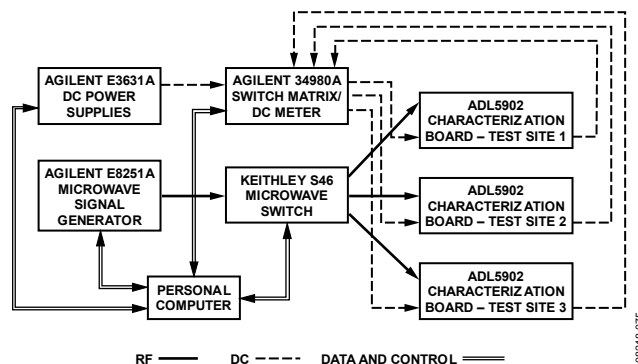 AGILENT E3631A
DC POWER
SUPPLIES
AGILENT 34980A
SWITCH MATRIX/
DC METER
ADL5902
CHARACTERIZATION
BOARD – TEST SITE 1
AGILENT E8251A
MICROWAVE
SIGNAL
GENERATOR
KEITHLEY S46
MICROWAVE
SWITCH
ADL5902
CHARACTERIZATION
BOARD – TEST SITE 2
PERSONAL
COMPUTER
ADL5902
CHARACTERIZATION
BOARD – TEST SITE 3
RF
DC
DATA AND CONTROL